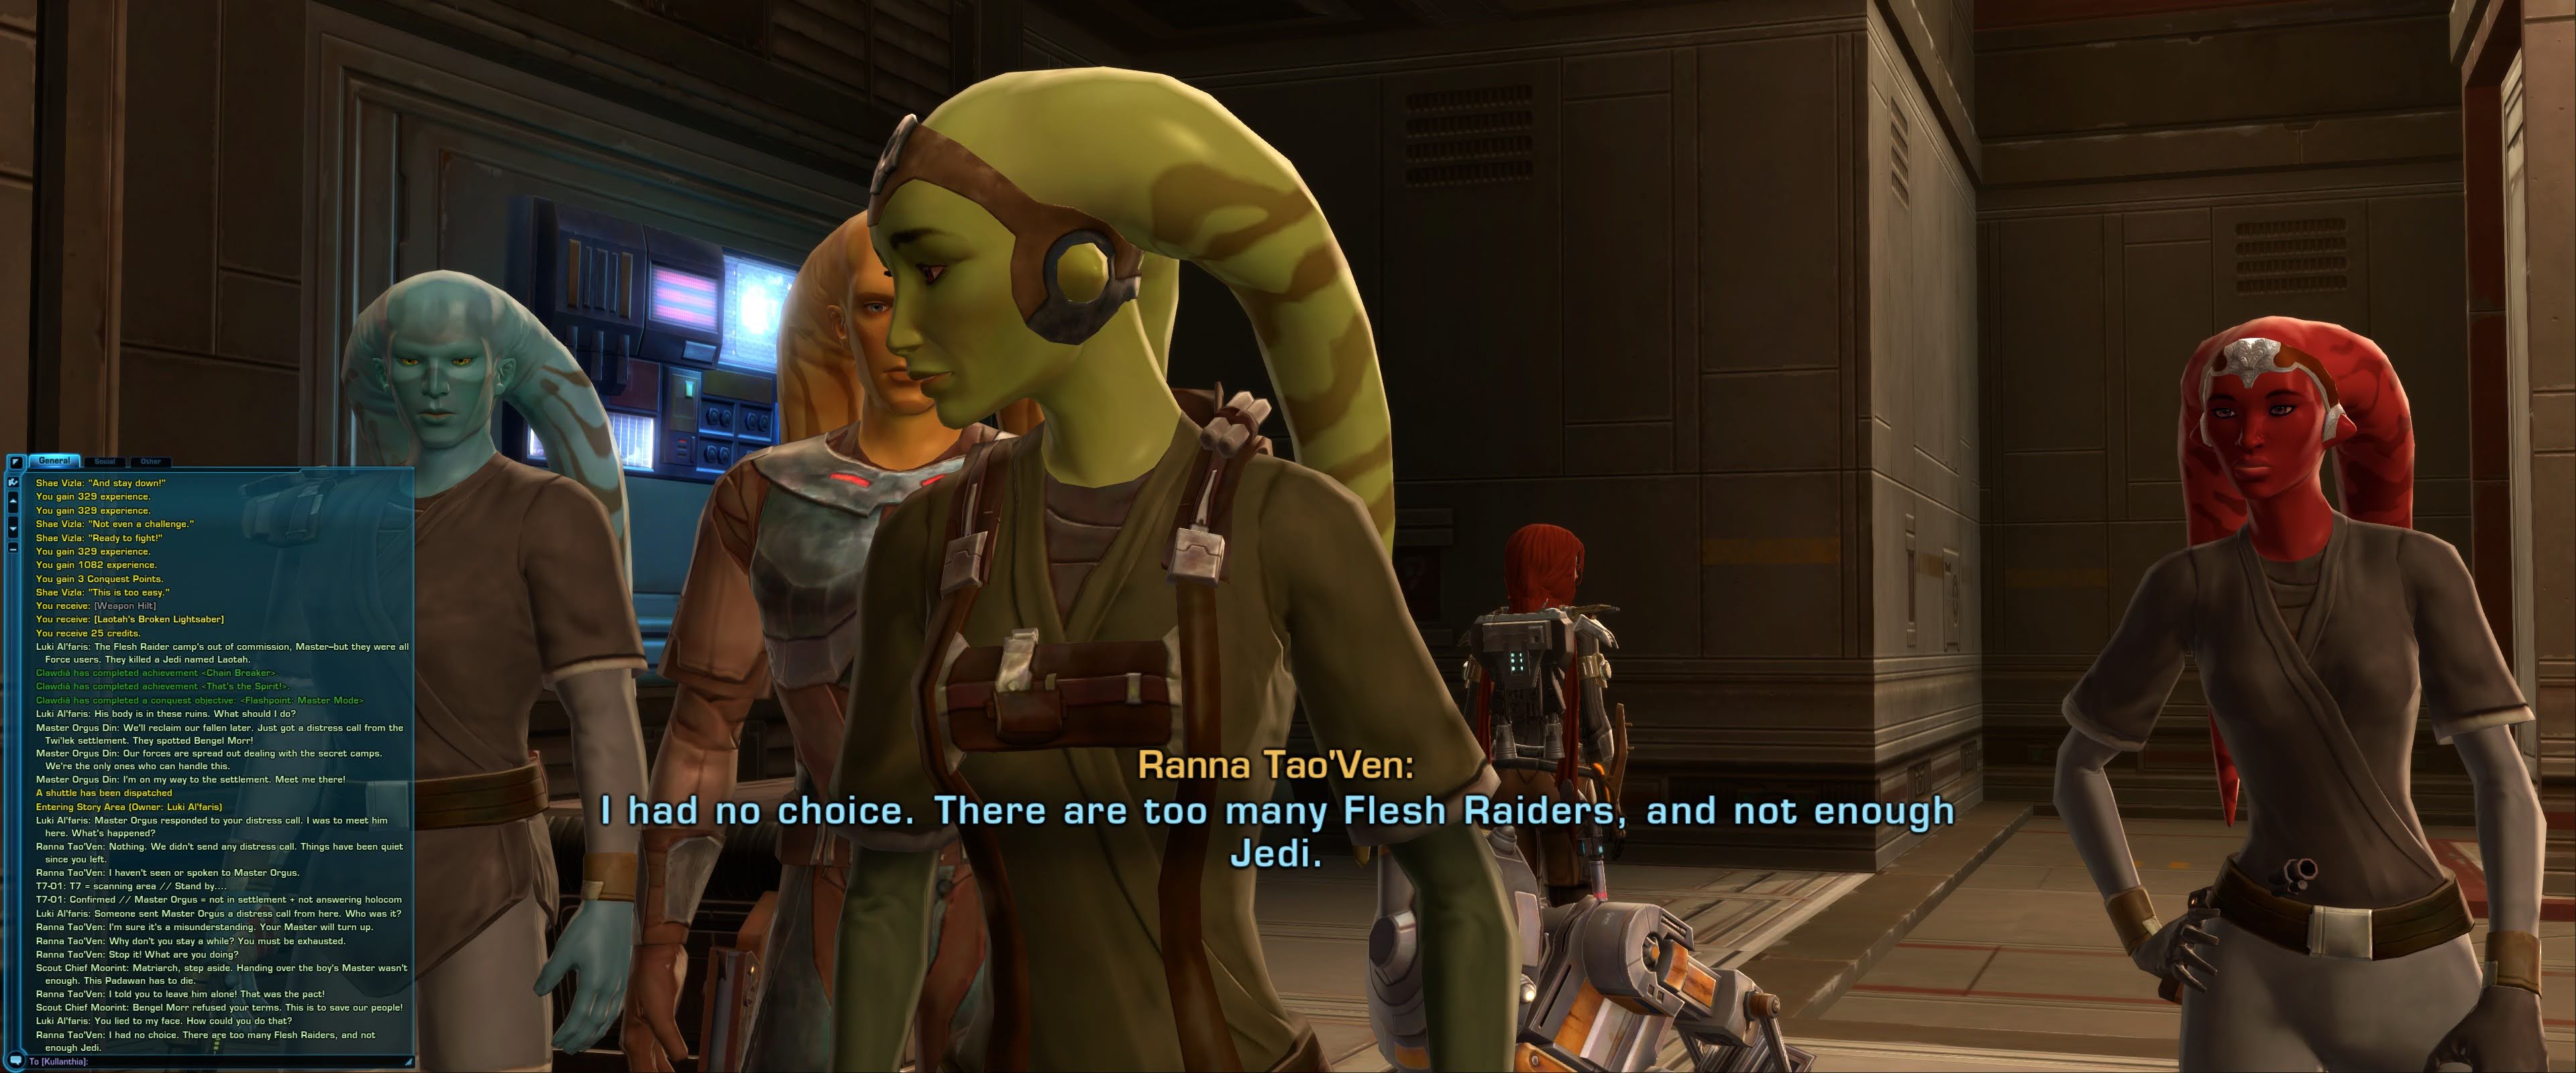 General Social Other
Shae Vizla: "And stay down!"
You gain 329 experience.
You gain 329 experience.
Shae Vizla: "Not even a challenge."
Shae Vizla: "Ready to fight!"
You gain 329 experience.
You gain 1082 experience.
You gain 3 Conquest Points.
Shae Vizla: "This is too easy."
You receive: [Weapon Hilt]
You receive: [Laotah's Broken Lightsaber]
You receive 25 credits.
Luki Al'faris: The Flesh Raider camp's out of commission, Master—but they were all
Force users. They killed a Jedi named Laotah.
Clawdià has completed achievement <Chain Breaker>.
Clawdià has completed achievement <That's the Spirit!>.
Clawdià has completed a conquest objective: <Flashpoint: Master Mode>
Luki Al'faris: His body is in these ruins. What should I do?
Master Orgus Din: We'll reclaim our fallen later. Just got a distress call from the
Twi'lek settlement. They spotted Bengel Morr!
Master Orgus Din: Our forces are spread out dealing with the secret camps.
We're the only ones who can handle this.
Master Orgus Din: I'm on my way to the settlement. Meet me there!
A shuttle has been dispatched
Entering Story Area (Owner: Luki Al'faris)
Luki Al'faris: Master Orgus responded to your distress call. I was to meet him
here. What's happened?
Ranna Tao'Ven: Nothing. We didn't send any distress call. Things have been quiet
since you left.
Ranna Tao'Ven: I haven't seen or spoken to Master Orgus.
T7-01: T7 = scanning area // Stand by....
T7-01: Confirmed // Master Orgus = not in settlement + not answering holocom
Luki Al'faris: Someone sent Master Orgus a distress call from here. Who was it?
Ranna Tao'Ven: I'm sure it's a misunderstanding. Your Master will turn up.
Ranna Tao'Ven: Why don't you stay a while? You must be exhausted.
Ranna Tao'Ven: Stop it! What are you doing?
Scout Chief Moorint: Matriarch, step aside. Handing over the boy's Master wasn't
enough. This Padawan has to die.
Ranna Tao'Ven: I told you to leave him alone! That was the pact!
Scout Chief Moorint: Bengel Morr refused your terms. This is to save our people!
Luki Al'faris: You lied to my face. How could you do that?
Ranna Tao'Ven: I had no choice. There are too many Flesh Raiders, and not
enough Jedi.
To [Kullanthia]:
Ranna Tao'Ven:
I had no choice. There are too many Flesh Raiders, and not enough
Jedi.